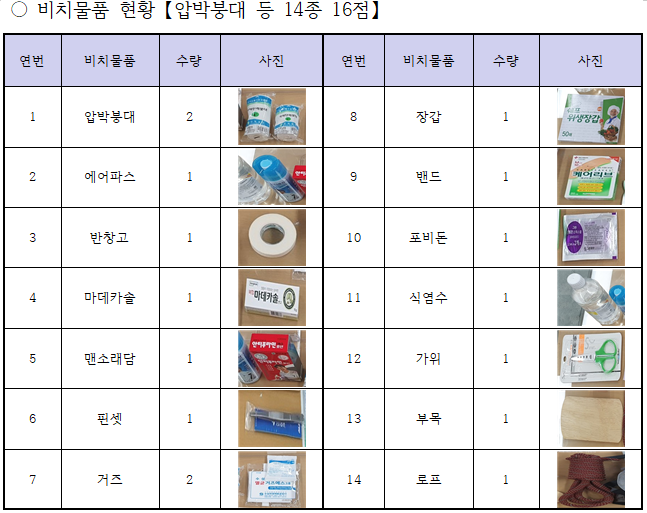 ○ 비치물품 현황【압박붕대 등 14종 16점】
연번 비치물품 수량 사진 연번 비치물품 수량 사진
1 압박붕대 2 8 장갑 1
위생장갑
2 에어파스 1 9 밴드 1
케어리브
3 반창고 1 10 포비돈 1
4 마데카솔 1 11 식염수 1
마데카솔
5 맨소래담 1 12 가위 1
안티푸라민
6 핀셋 1 13 부목 1
7 거즈 2 14 로프 1